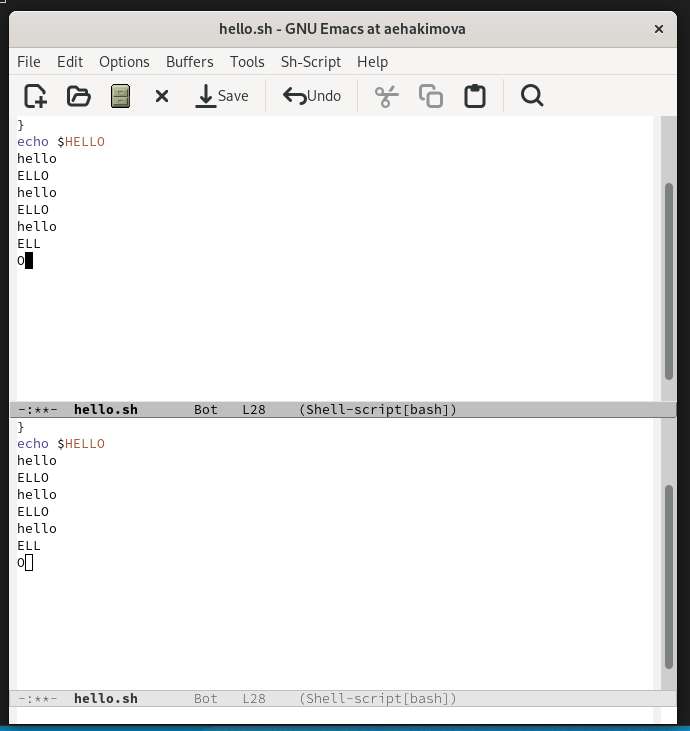 hello.sh - GNU Emacs at aehakimova ×
File Edit Options Buffers Tools Sh-Script Help
Save Undo
}
echo $HELLO
hello
ELLO
hello
ELLO
hello
ELL
O
-:**- hello.sh Bot L28 (Shell-script[bash])
}
echo $HELLO
hello
ELLO
hello
ELLO
hello
ELL
O
-:**- hello.sh Bot L28 (Shell-script[bash])